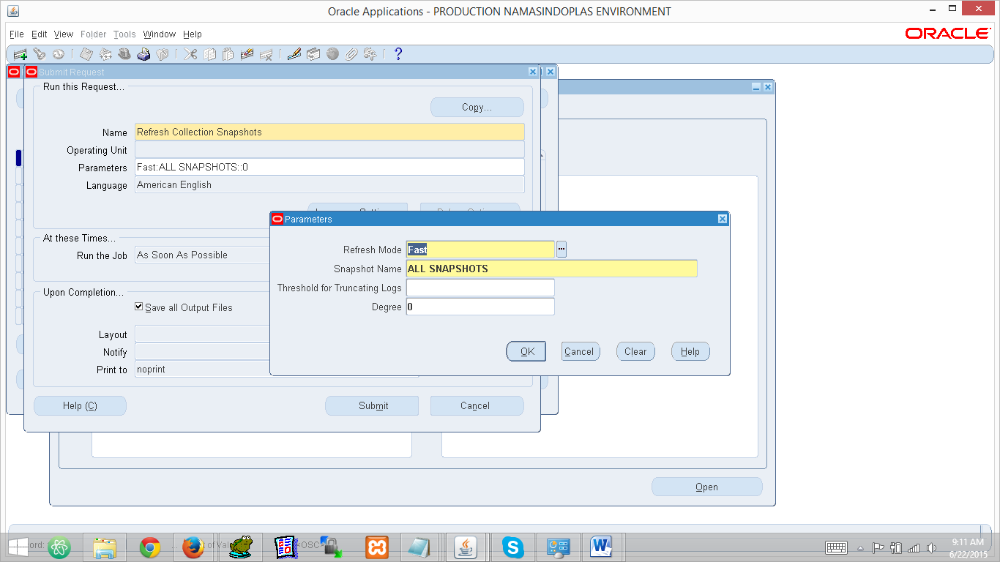 Oracle Applications - PRODUCTION NAMASINDOPLAS ENVIRONMENT
File Edit View Folder Tools Window Help
ORACLE
Submit Request
Run this Request...
Copy...
Name Refresh Collection Snapshots
Operating Unit
Parameters Fast:ALL SNAPSHOTS::0
Language American English
Parameters
At these Times...
Run the Job As Soon As Possible
Refresh Mode Fast
Snapshot Name ALL SNAPSHOTS
Threshold for Truncating Logs
Degree 0
OK Cancel Clear Help
Upon Completion...
Save all Output Files
Layout
Notify
Print to noprint
Help (C) Submit Cancel
Open
9:11 AM
6/22/2015